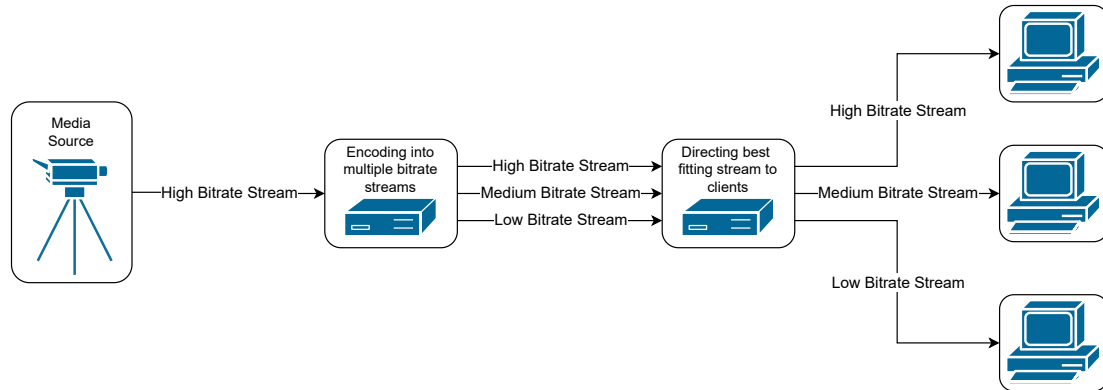 Media
Source
High Bitrate Stream
Encoding into
multiple bitrate
streams
High Bitrate Stream
Medium Bitrate Stream
Low Bitrate Stream
Directing best
fitting stream to
clients
High Bitrate Stream
Medium Bitrate Stream
Low Bitrate Stream